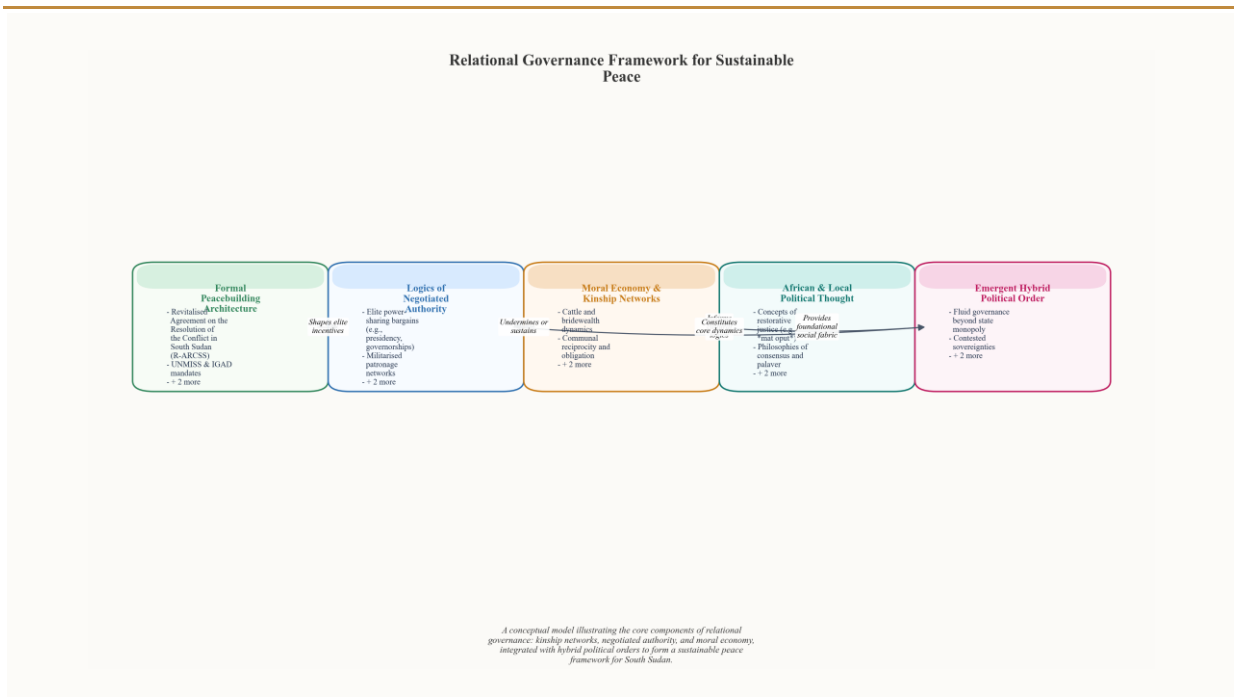 Relational Governance Framework for Sustainable
Peace
Formal
Peacebuilding
Architecture
- Revitalised
Agreement on the
Resolution of
the Conflict in
South Sudan
(R-ARCSS)
- UNMISS & IGAD
mandates
- + 2 more
Shapes elite
incentives
Logics of
Negotiated
Authority
- Elite power-
sharing bargains
(e.g.,
presidency,
governorships)
- Militarised
patronage
networks
- + 2 more
Undermines or
sustains
Moral Economy &
Kinship Networks
- Cattle and
bridewealth
dynamics
- Communal
reciprocity and
obligation
- + 2 more
Constitutes
core dynamics
African & Local
Political Thought
- Concepts of
restorative
justice (e.g.,
"mat oput")
- Philosophies of
consensus and
palaver
- + 2 more
Provides
foundational
social fabric
Emergent Hybrid
Political Order
- Fluid governance
beyond state
monopoly
- Contested
sovereignties
- + 2 more
A conceptual model illustrating the core components of relational
governance: kinship networks, negotiated authority, and moral economy,
integrated with hybrid political orders to form a sustainable peace
framework for South Sudan.